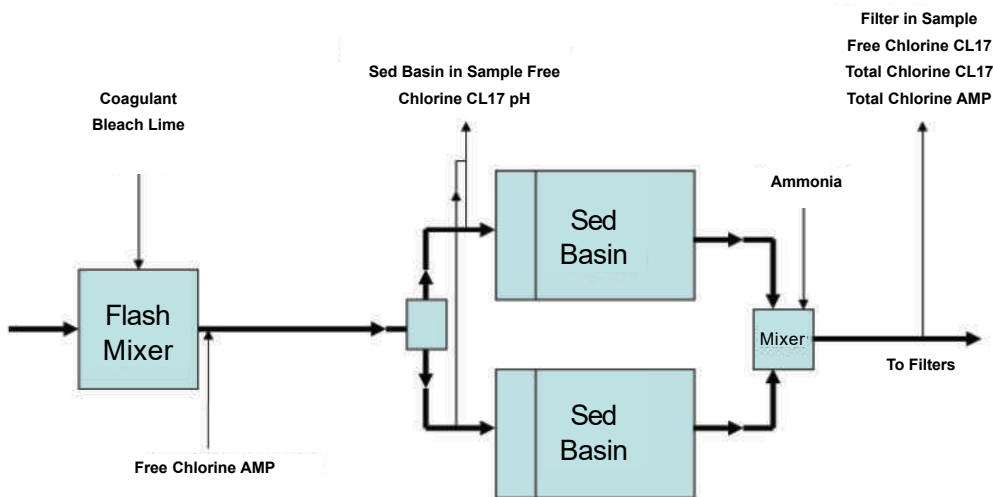 Filter in Sample
Free Chlorine CL17
Total Chlorine CL17
Total Chlorine AMP
Sed Basin in Sample Free
Chlorine CL17 pH
Coagulant
Bleach Lime
Ammonia
Sed
Basin
Flash
Mixer
Mixer
To Filters
Sed
Basin
Free Chlorine AMP